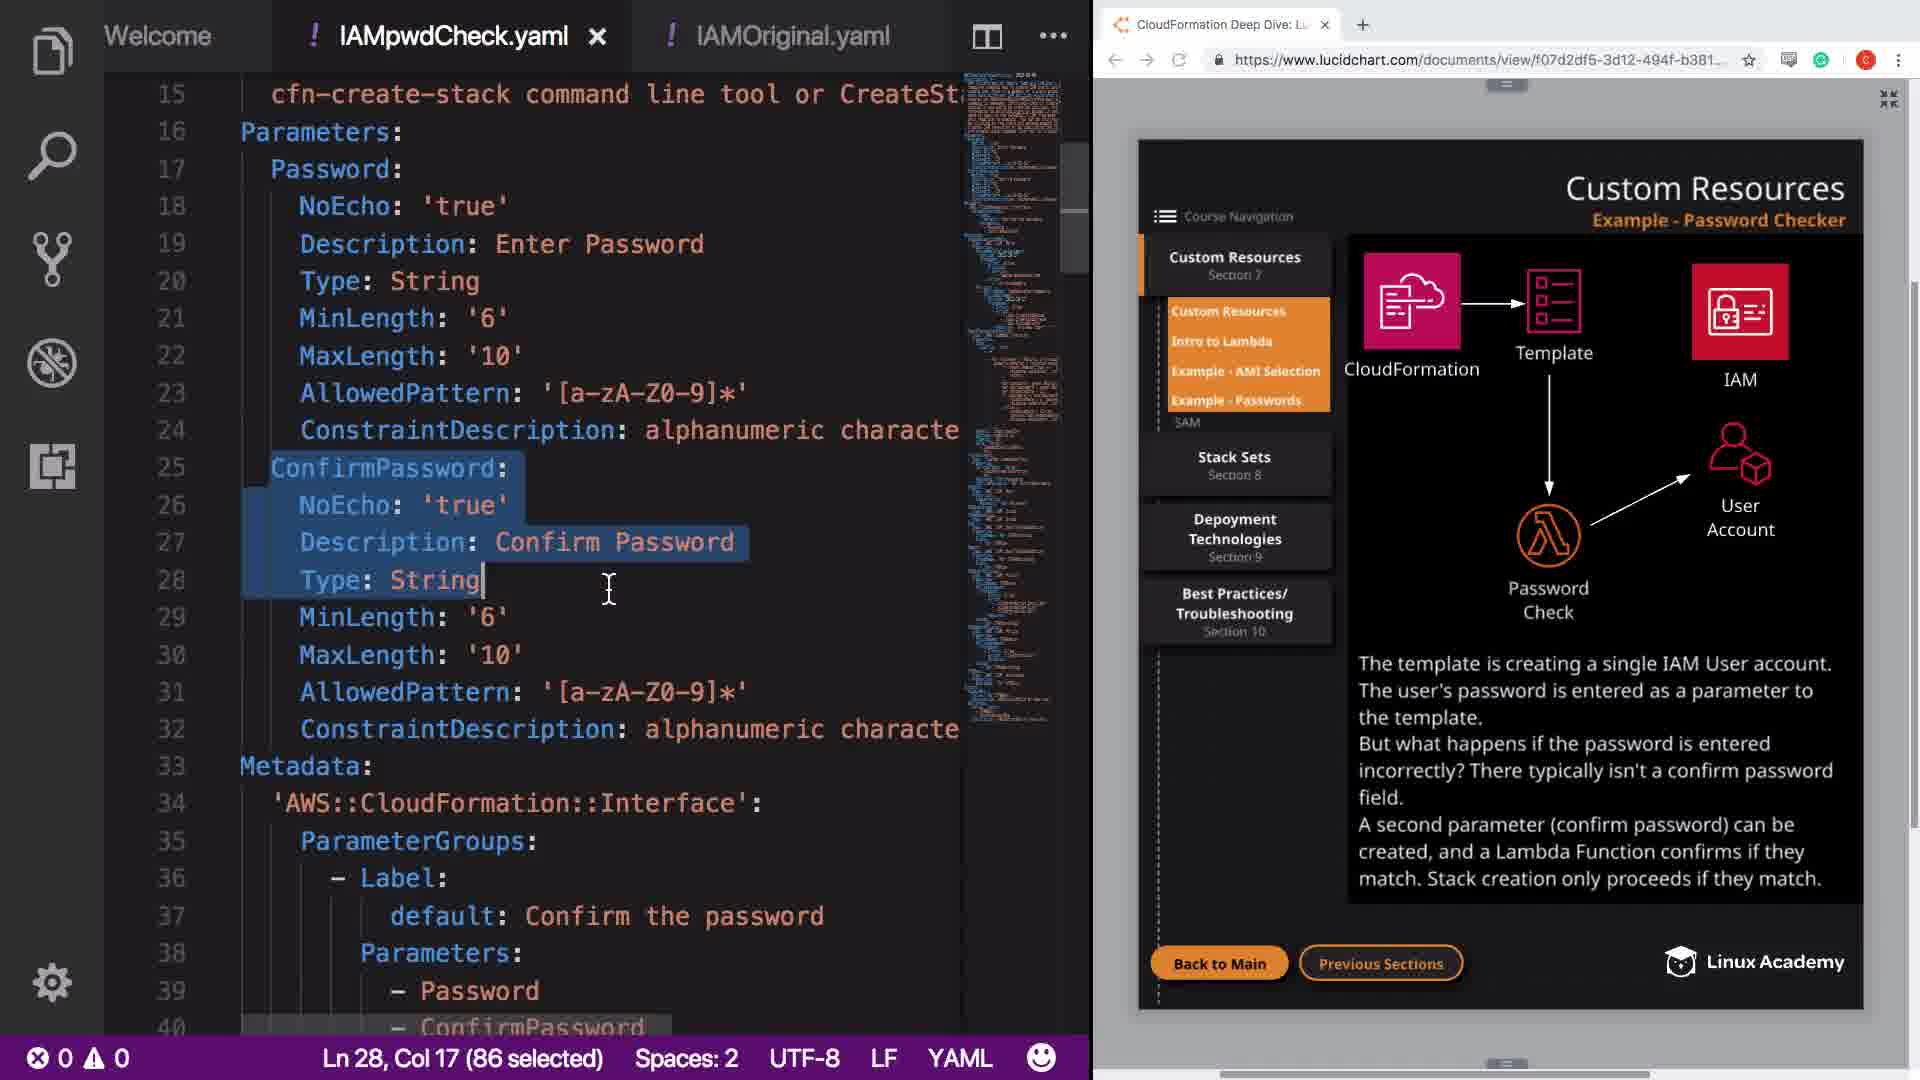 Welcome
! IAMpwdCheck.yaml ×
! IAMOriginal.yaml
15 cfn-create-stack command line tool or CreateSta
16 Parameters:
17 Password:
18 NoEcho: 'true'
19 Description: Enter Password
20 Type: String
21 MinLength: '6'
22 MaxLength: '10'
23 AllowedPattern: '[a-zA-Z0-9]*'
24 ConstraintDescription: alphanumeric characte
25 ConfirmPassword:
26 NoEcho: 'true'
27 Description: Confirm Password
28 Type: String
29 MinLength: '6'
30 MaxLength: '10'
31 AllowedPattern: '[a-zA-Z0-9]*'
32 ConstraintDescription: alphanumeric characte
33 Metadata:
34 'AWS::CloudFormation::Interface':
35 ParameterGroups:
36 - Label:
37 default: Confirm the password
38 Parameters:
39 - Password
40 - ConfirmPassword
0 0 Ln 28, Col 17 (86 selected) Spaces: 2 UTF-8 LF YAML
CloudFormation Deep Dive: Lu
https://www.lucidchart.com/documents/view/f07d2df5-3d12-494f-b381...
C
Custom Resources
Example - Password Checker
Course Navigation
Custom Resources
Section 7
Custom Resources
Intro to Lambda
Example - AMI Selection
Example - Passwords
SAM
Stack Sets
Section 8
Depoyment
Technologies
Section 9
Best Practices/
Troubleshooting
Section 10
CloudFormation
Template
IAM
User
Account
Password
Check
The template is creating a single IAM User account.
The user's password is entered as a parameter to
the template.
But what happens if the password is entered
incorrectly? There typically isn't a confirm password
field.
A second parameter (confirm password) can be
created, and a Lambda Function confirms if they
match. Stack creation only proceeds if they match.
Back to Main
Previous Sections
Linux Academy